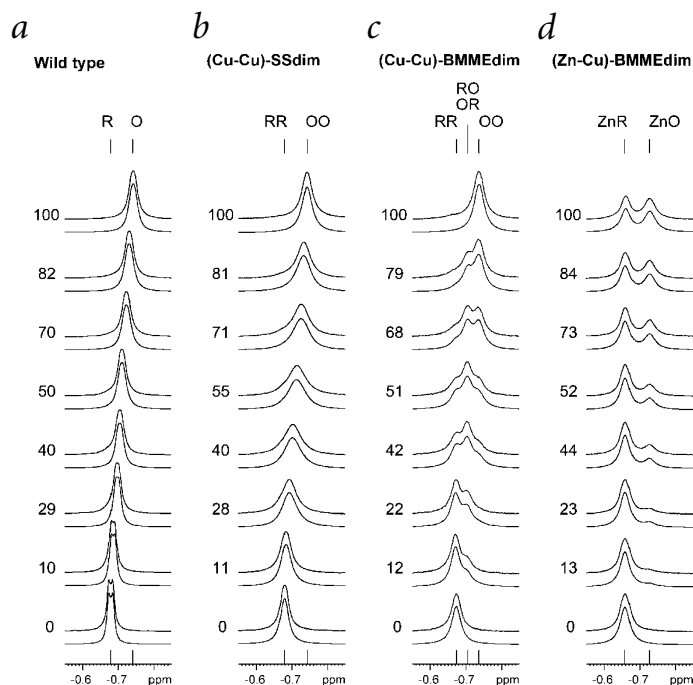 a b c d
Wild type (Cu-Cu)-SSdim (Cu-Cu)-BMMEdim (Zn-Cu)-BMMEdim
RO
OR
R O RR OO RR OO ZnR ZnO
100 100 100 100
82 81 79 84
70 71 68 73
50 55 51 52
40 40 42 44
29 28 22 23
10 11 12 13
0 0 0 0
-0.6 -0.7 ppm -0.6 -0.7 ppm -0.6 -0.7 ppm -0.6 -0.7 ppm